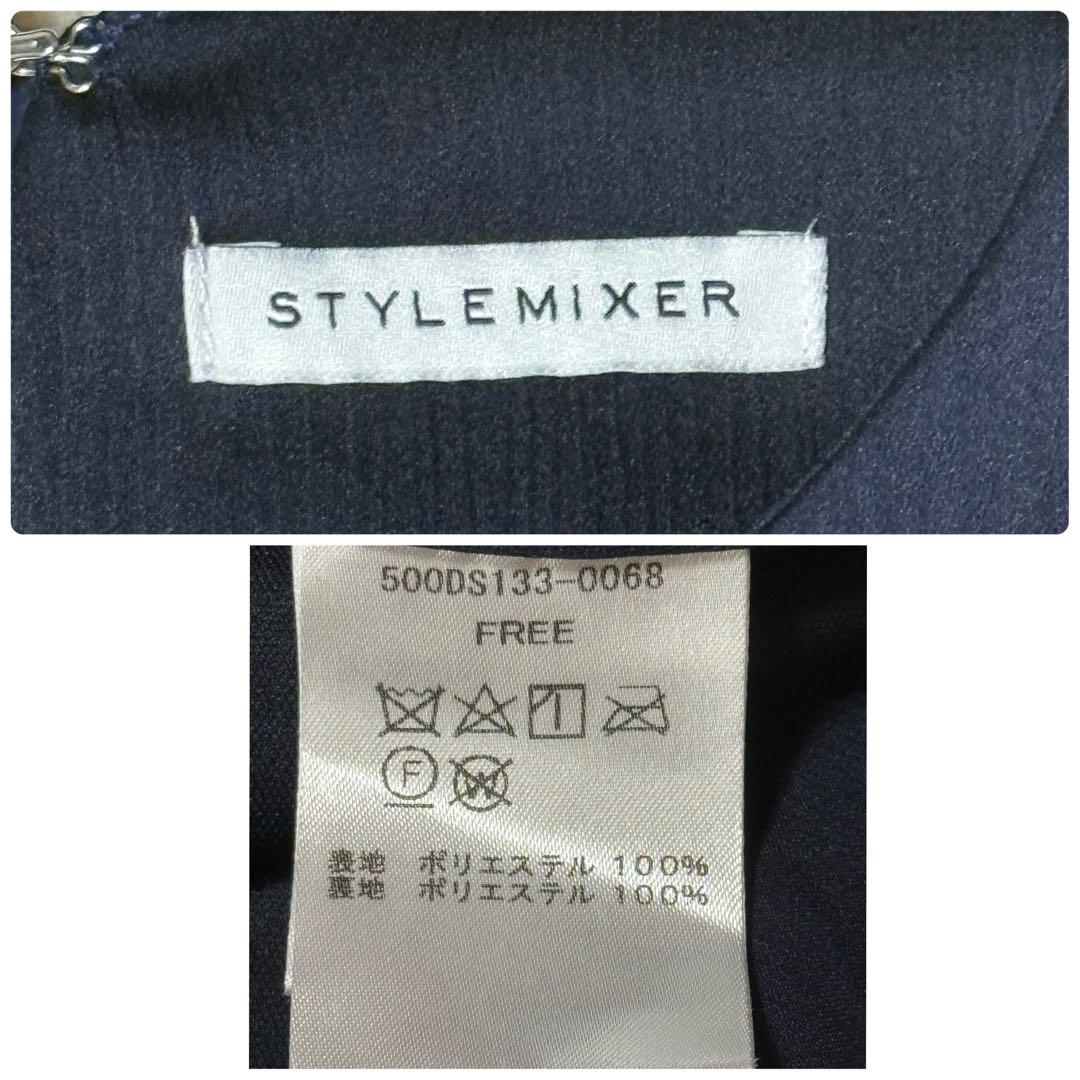 STYLEMIXER
500DS133-0068
FREE
F
W
表地 ポリエステル 100%
裏地 ポリエステル 100%